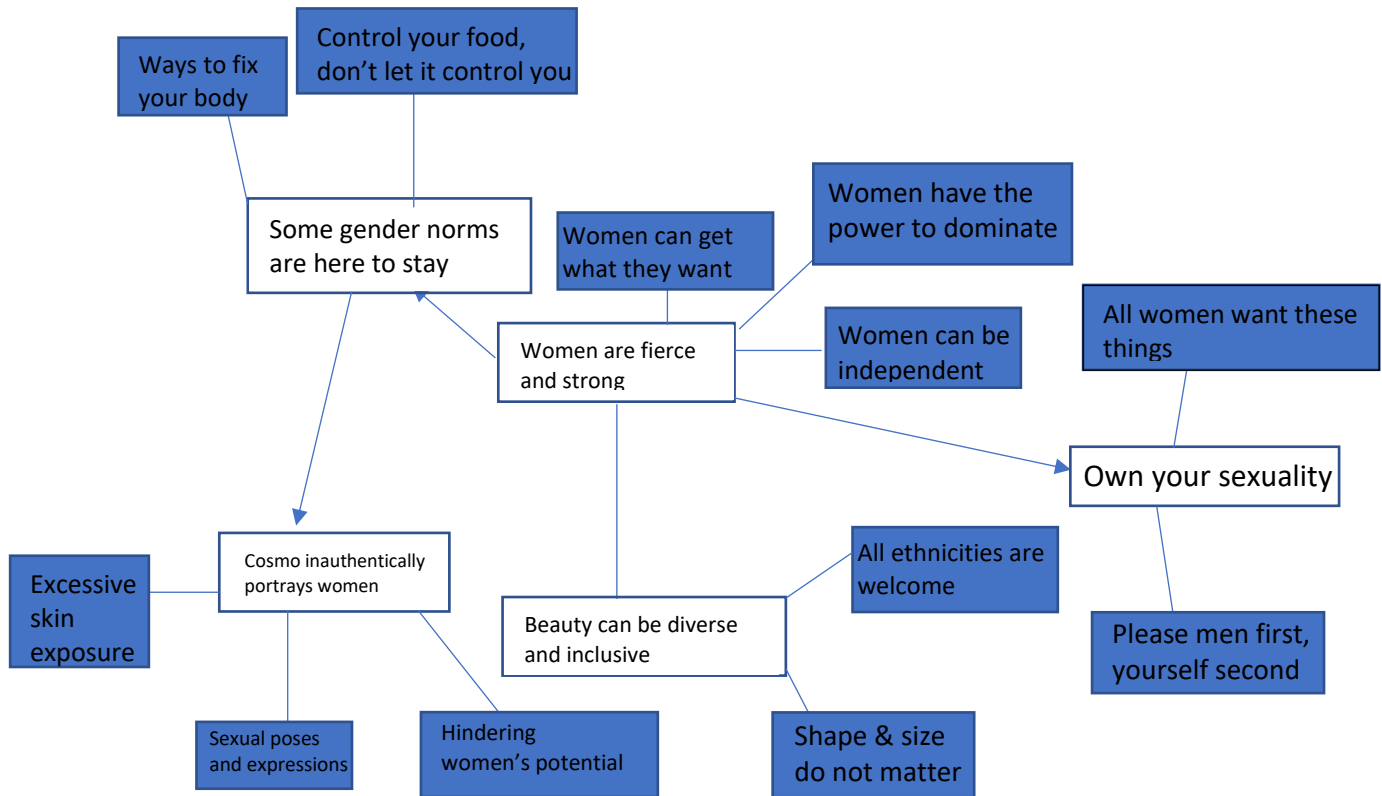 Control your food,
don’t let it control you
Ways to fix
your body
Some gender norms
are here to stay
Women can get
what they want
Women have the
power to dominate
Women are fierce
and strong
Women can be
independent
All women want these
things
Own your sexuality
Please men first,
yourself second
Cosmo inauthentically
portrays women
Excessive
skin
exposure
Sexual poses
and expressions
Hindering
women’s potential
Beauty can be diverse
and inclusive
All ethnicities are
welcome
Shape & size
do not matter